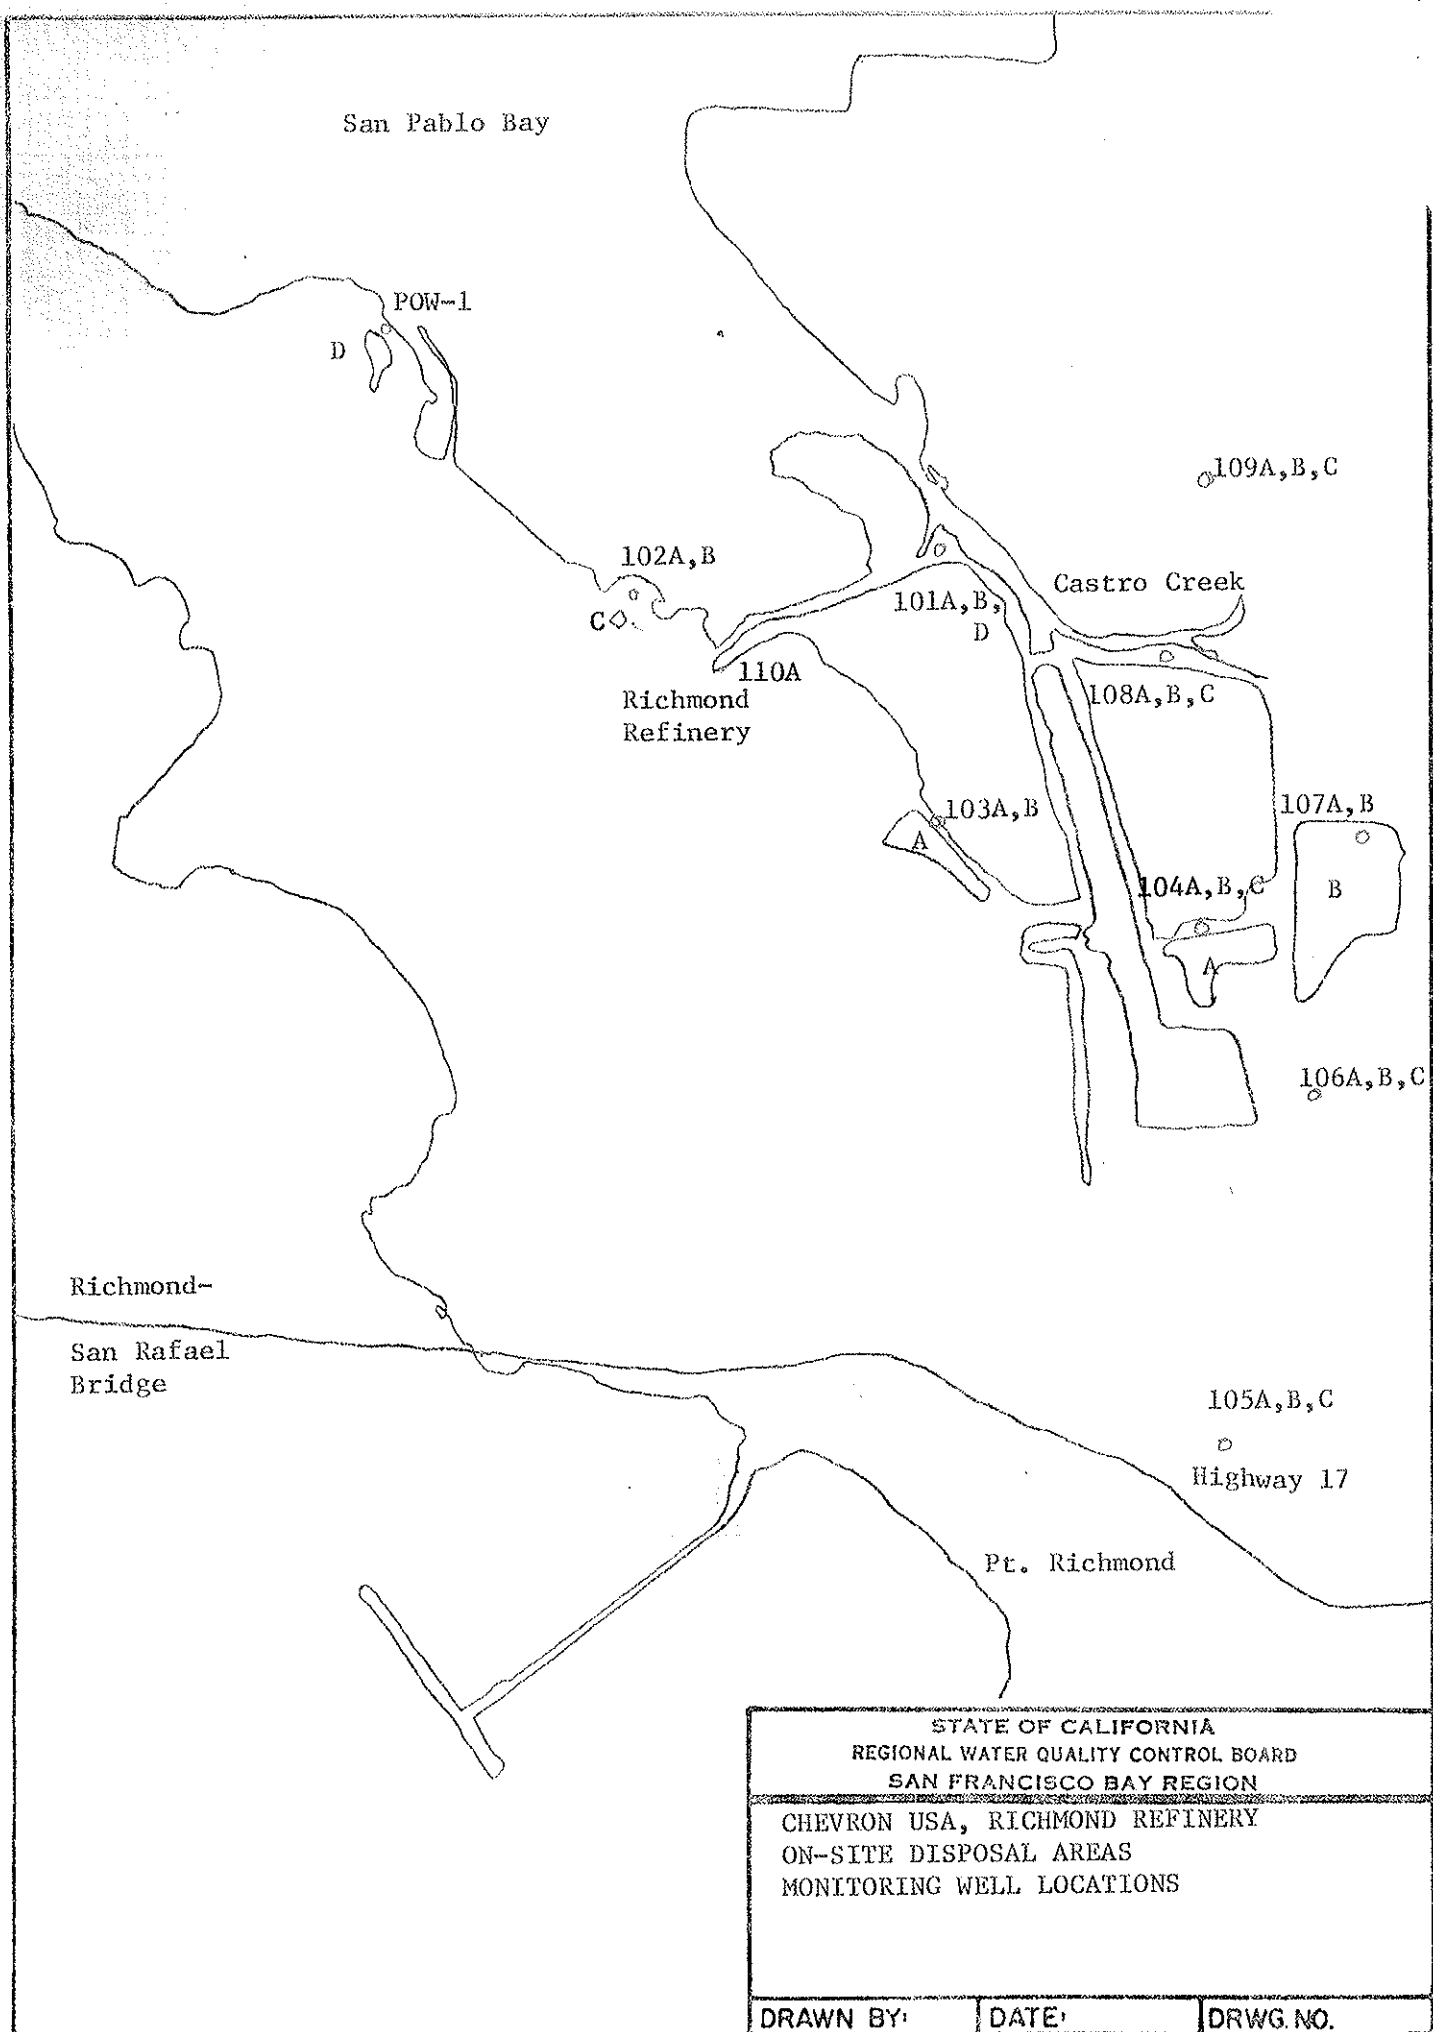 San Pablo Bay
POW-1
D
109A,B,C
102A,B
Castro Creek
C
101A,B,
D
110A
108A,B,C
Richmond
Refinery
103A,B
107A,B
A
104A,B,C
B
A
106A,B,C
Richmond-
San Rafael
Bridge
105A,B,C
Highway 17
Pt. Richmond
STATE OF CALIFORNIA
REGIONAL WATER QUALITY CONTROL BOARD
SAN FRANCISCO BAY REGION
CHEVRON USA, RICHMOND REFINERY
ON-SITE DISPOSAL AREAS
MONITORING WELL LOCATIONS
DRAWN BY: DATE: DRWG. NO.